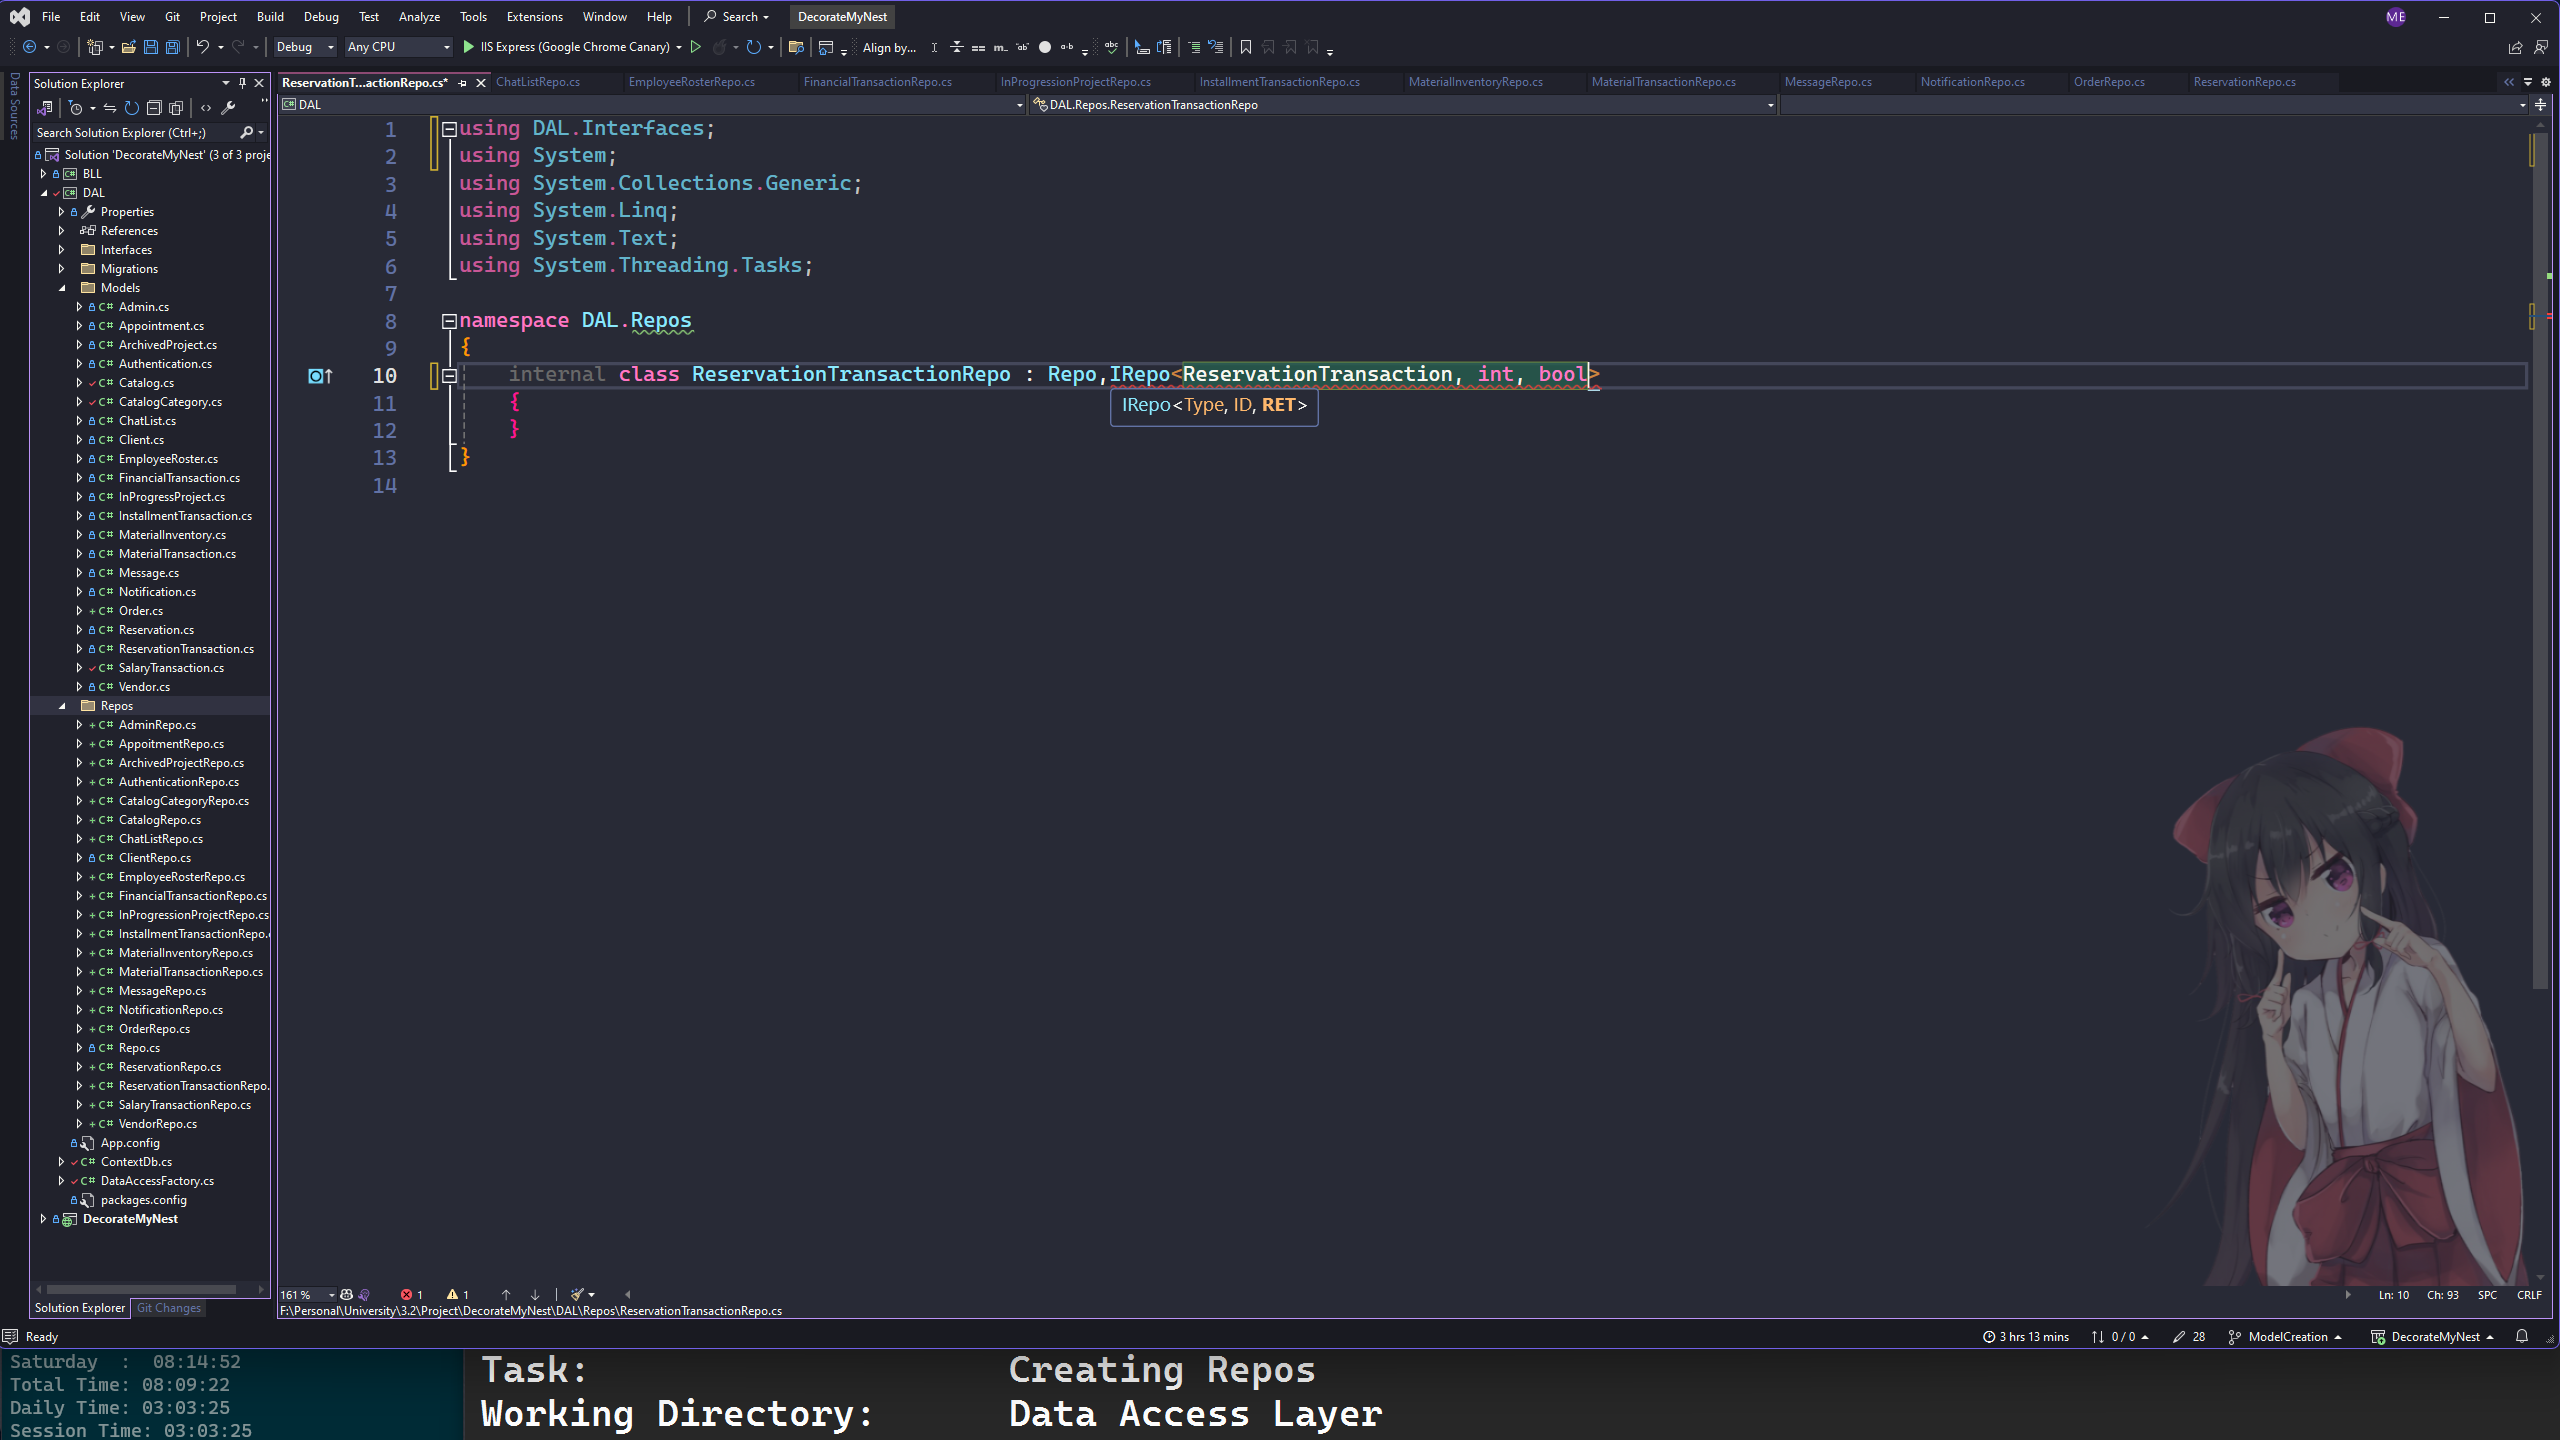 File Edit View Git Project Build Debug Test Analyze Tools Extensions Window Help Search DecorateMyNest ME
Debug Any CPU IIS Express (Google Chrome Canary) Align by...
Data Sources
Solution Explorer
Search Solution Explorer (Ctrl+;)
Solution 'DecorateMyNest' (3 of 3 proje
BLL
DAL
Properties
References
Interfaces
Migrations
Models
Admin.cs
Appointment.cs
ArchivedProject.cs
Authentication.cs
Catalog.cs
CatalogCategory.cs
ChatList.cs
Client.cs
EmployeeRoster.cs
FinancialTransaction.cs
InProgressProject.cs
InstallmentTransaction.cs
MaterialInventory.cs
MaterialTransaction.cs
Message.cs
Notification.cs
Order.cs
Reservation.cs
ReservationTransaction.cs
SalaryTransaction.cs
Vendor.cs
Repos
AdminRepo.cs
AppoitmentRepo.cs
ArchivedProjectRepo.cs
AuthenticationRepo.cs
CatalogCategoryRepo.cs
CatalogRepo.cs
ChatListRepo.cs
ClientRepo.cs
EmployeeRosterRepo.cs
FinancialTransactionRepo.cs
InProgressionProjectRepo.cs
InstallmentTransactionRepo.
MaterialInventoryRepo.cs
MaterialTransactionRepo.cs
MessageRepo.cs
NotificationRepo.cs
OrderRepo.cs
Repo.cs
ReservationRepo.cs
ReservationTransactionRepo.
SalaryTransactionRepo.cs
VendorRepo.cs
App.config
ContextDb.cs
DataAccessFactory.cs
packages.config
DecorateMyNest
Solution Explorer Git Changes
ReservationT...actionRepo.cs* ChatListRepo.cs EmployeeRosterRepo.cs FinancialTransactionRepo.cs InProgressionProjectRepo.cs InstallmentTransactionRepo.cs MaterialInventoryRepo.cs MaterialTransactionRepo.cs MessageRepo.cs NotificationRepo.cs OrderRepo.cs ReservationRepo.cs
DAL DAL.Repos.ReservationTransactionRepo
1 using DAL.Interfaces;
2 using System;
3 using System.Collections.Generic;
4 using System.Linq;
5 using System.Text;
6 using System.Threading.Tasks;
7
8 namespace DAL.Repos
9 {
10 internal class ReservationTransactionRepo : Repo,IRepo<ReservationTransaction, int, bool>
IRepo<Type, ID, RET>
11 {
12 }
13 }
14
161 % 1 1 Ln: 10 Ch: 93 SPC CRLF
F:\Personal\University\3.2\Project\DecorateMyNest\DAL\Repos\ReservationTransactionRepo.cs
Ready 3 hrs 13 mins 0 / 0 28 ModelCreation DecorateMyNest
Saturday : 08:14:52
Total Time: 08:09:22
Daily Time: 03:03:25
Session Time: 03:03:25
Task: Creating Repos
Working Directory: Data Access Layer